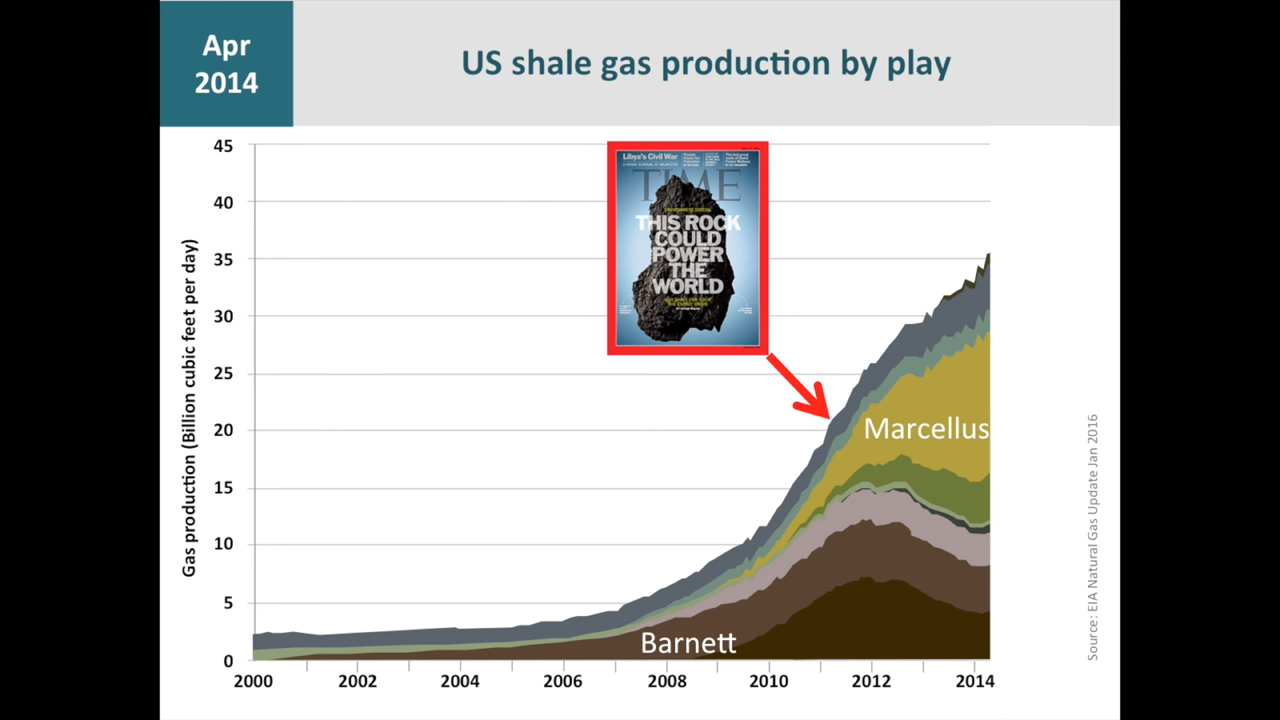 Apr
2014
US shale gas production by play
45
40
35
30
25
20
15
10
5
0
Gas production (Billion cubic feet per day)
Libya's Civil War
TIME
THIS ROCK
COULD
POWER
THE
WORLD
Marcellus
Barnett
2000
2002
2004
2006
2008
2010
2012
2014
Source: EIA Natural Gas Update Jan 2016